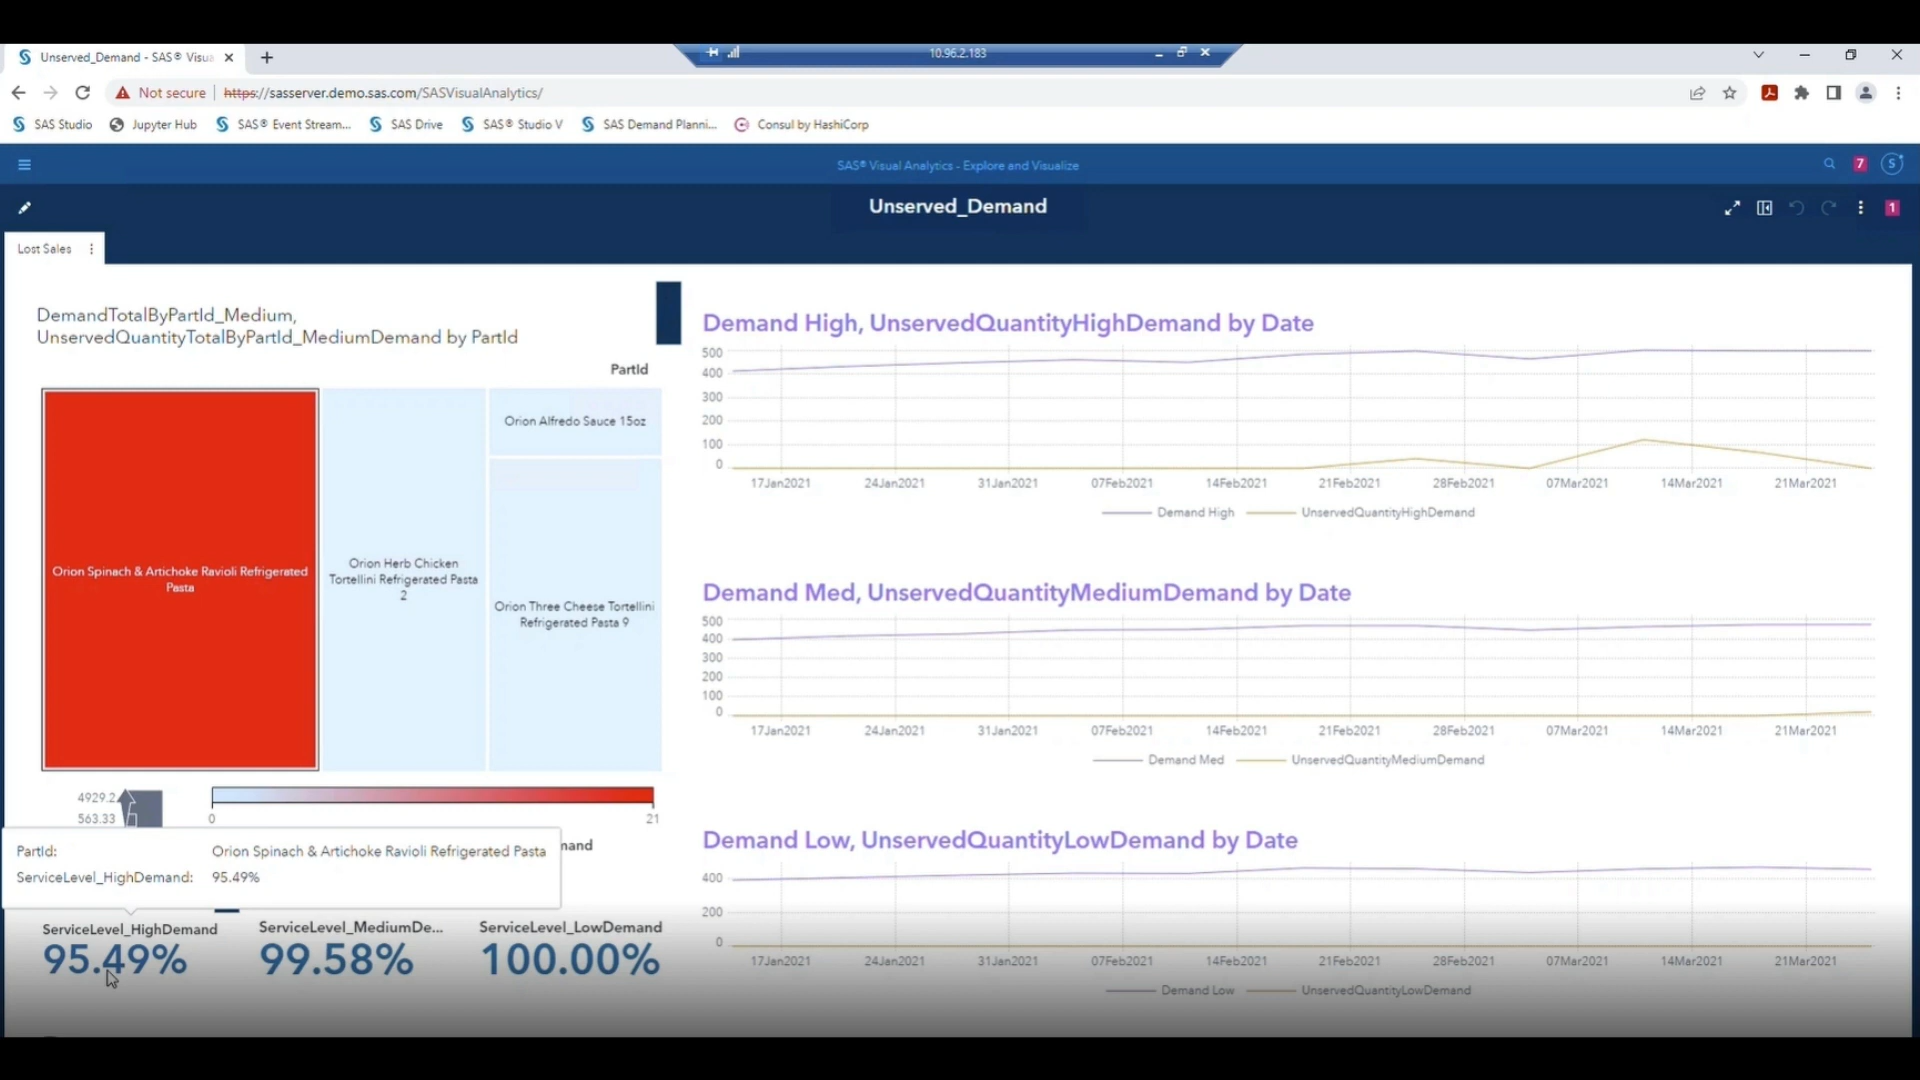 Unserved_Demand - SAS® Visua
10.96.2.183
Not secure
https://sasserver.demo.sas.com/SASVisualAnalytics/
SAS Studio
Jupyter Hub
SAS® Event Stream...
SAS Drive
SAS® Studio V
SAS Demand Planni...
Consul by HashiCorp
SAS® Visual Analytics - Explore and Visualize
7
S
Unserved_Demand
1
Lost Sales
DemandTotalByPartId_Medium,
UnservedQuantityTotalByPartId_MediumDemand by PartId
PartId
Orion Spinach & Artichoke Ravioli Refrigerated
Pasta
Orion Herb Chicken
Tortellini Refrigerated Pasta
2
Orion Alfredo Sauce 15oz
Orion Three Cheese Tortellini
Refrigerated Pasta 9
4929.2
563.33
0
21
mand
PartId: Orion Spinach & Artichoke Ravioli Refrigerated Pasta
ServiceLevel_HighDemand: 95.49%
ServiceLevel_HighDemand
95.49%
ServiceLevel_MediumDe...
99.58%
ServiceLevel_LowDemand
100.00%
Demand High, UnservedQuantityHighDemand by Date
500
400
300
200
100
0
17Jan2021 24Jan2021 31Jan2021 07Feb2021 14Feb2021 21Feb2021 28Feb2021 07Mar2021 14Mar2021 21Mar2021
Demand High UnservedQuantityHighDemand
Demand Med, UnservedQuantityMediumDemand by Date
500
400
300
200
100
0
17Jan2021 24Jan2021 31Jan2021 07Feb2021 14Feb2021 21Feb2021 28Feb2021 07Mar2021 14Mar2021 21Mar2021
Demand Med UnservedQuantityMediumDemand
Demand Low, UnservedQuantityLowDemand by Date
400
200
0
17Jan2021 24Jan2021 31Jan2021 07Feb2021 14Feb2021 21Feb2021 28Feb2021 07Mar2021 14Mar2021 21Mar2021
Demand Low UnservedQuantityLowDemand